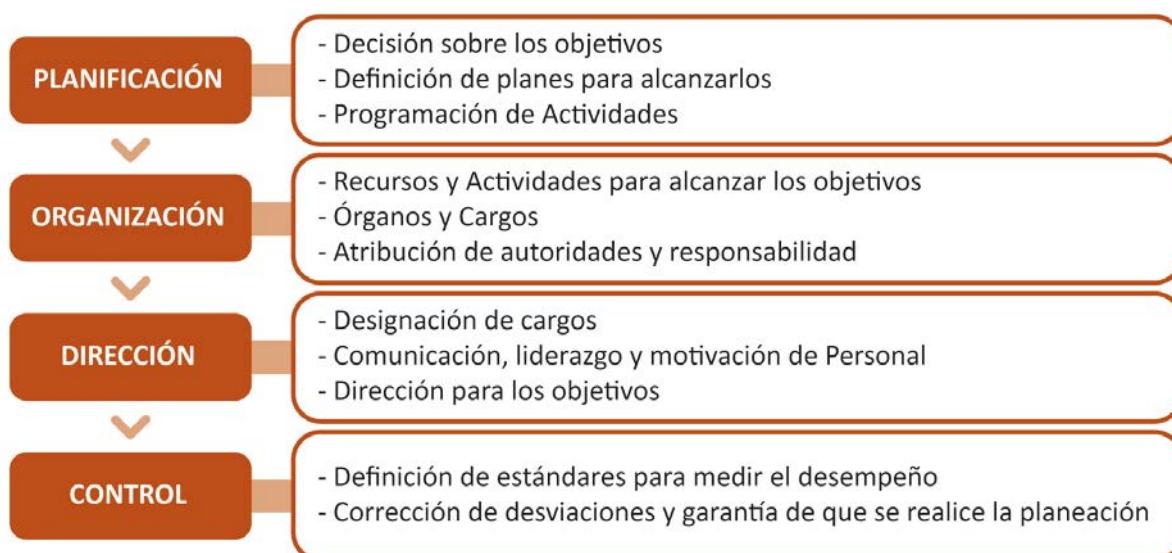 PLANIFICACIÓN
- Decisión sobre los objetivos
- Definición de planes para alcanzarlos
- Programación de Actividades
ORGANIZACIÓN
- Recursos y Actividades para alcanzar los objetivos
- Órganos y Cargos
- Atribución de autoridades y responsabilidad
DIRECCIÓN
- Designación de cargos
- Comunicación, liderazgo y motivación de Personal
- Dirección para los objetivos
CONTROL
- Definición de estándares para medir el desempeño
- Corrección de desviaciones y garantía de que se realice la planeación